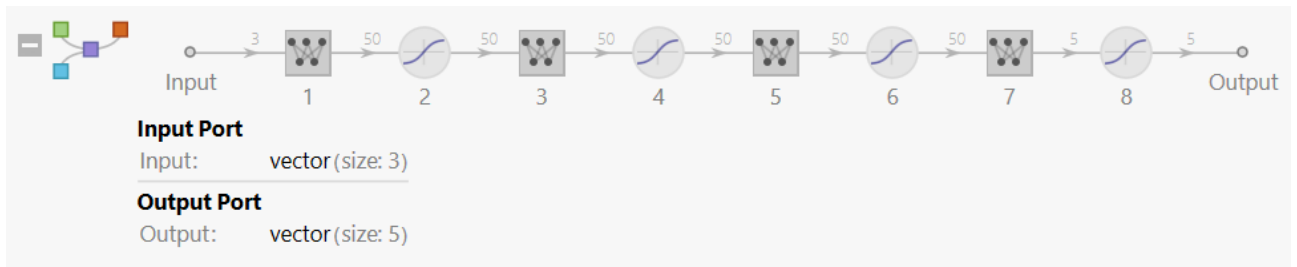 3 50 50 50 50 50 50 5 5
Input Output
1 2 3 4 5 6 7 8
Input Port
Input: vector (size: 3)
Output Port
Output: vector (size: 5)